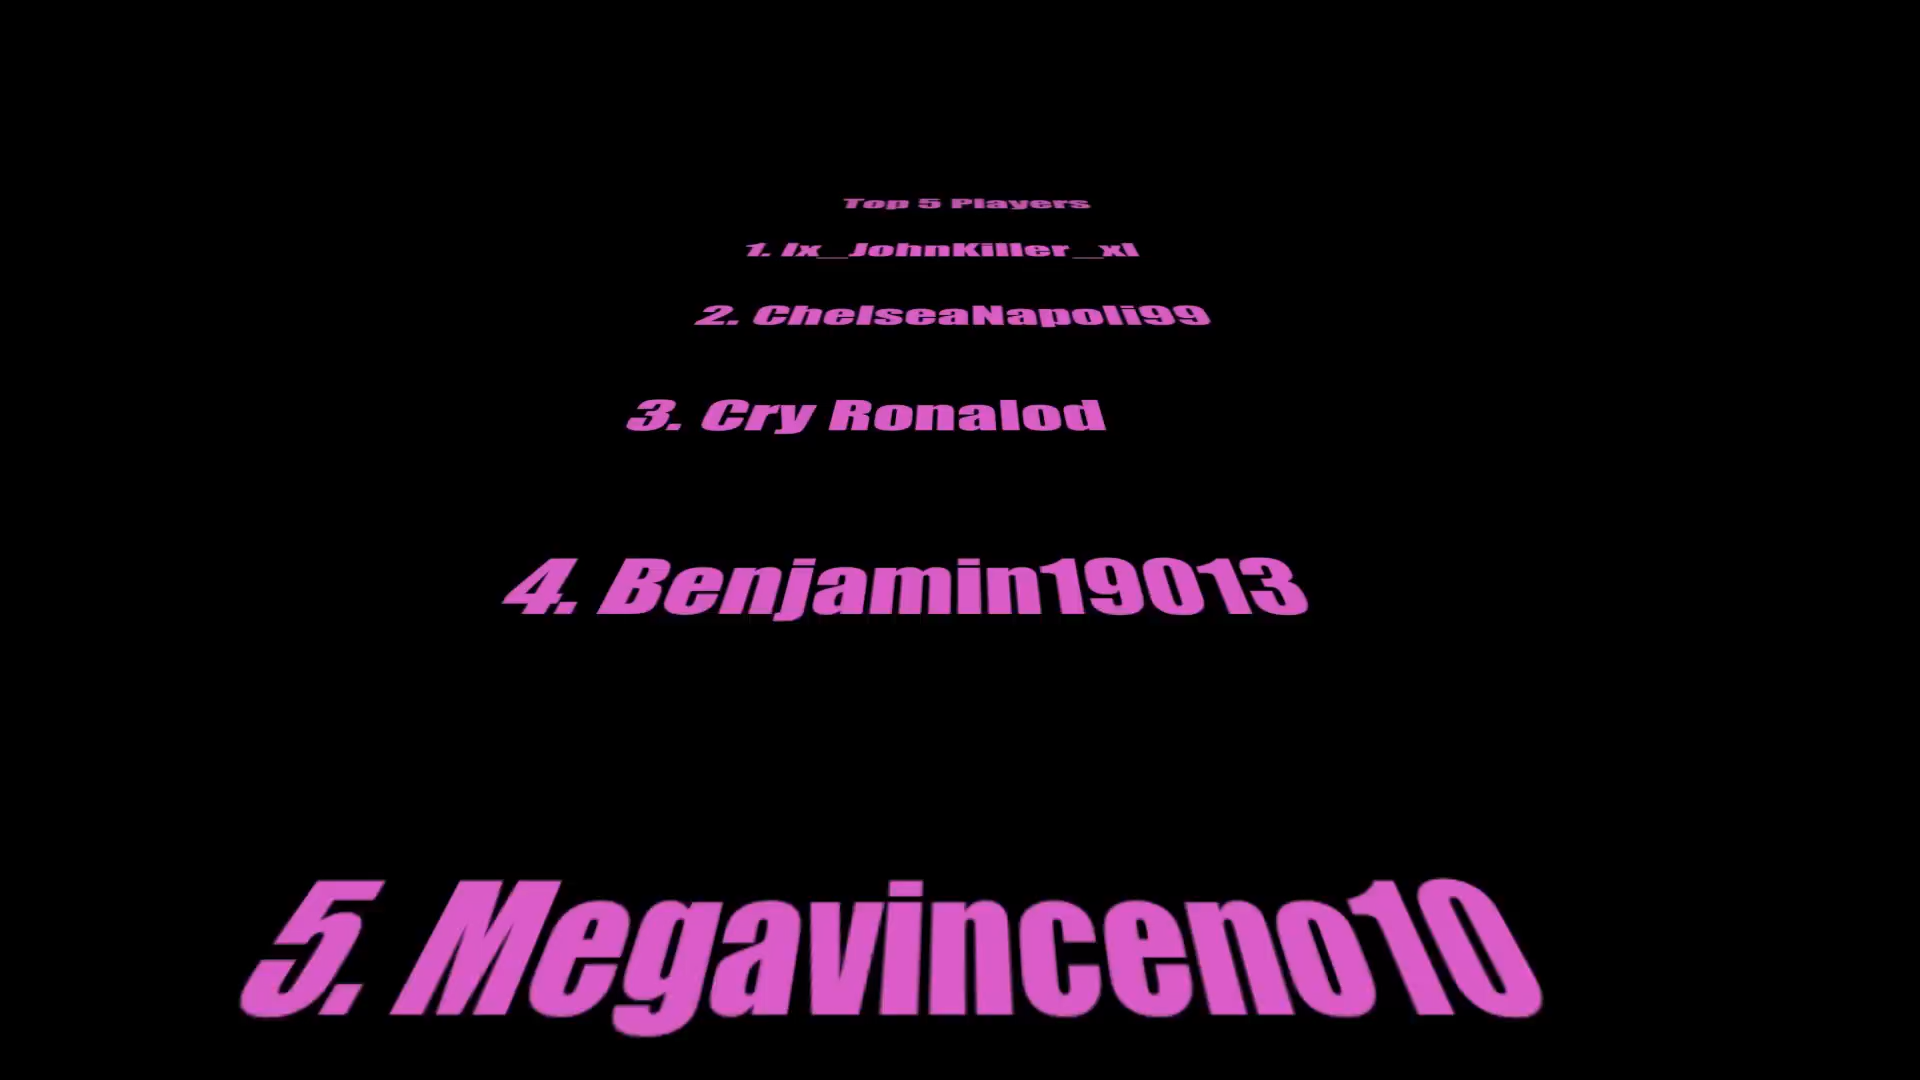 Top 5 Players
1. lx__JohnKiller__xl
2. ChelseaNapoli99
3. Cry Ronalod
4. Benjamin19013
5. Megavinceno10